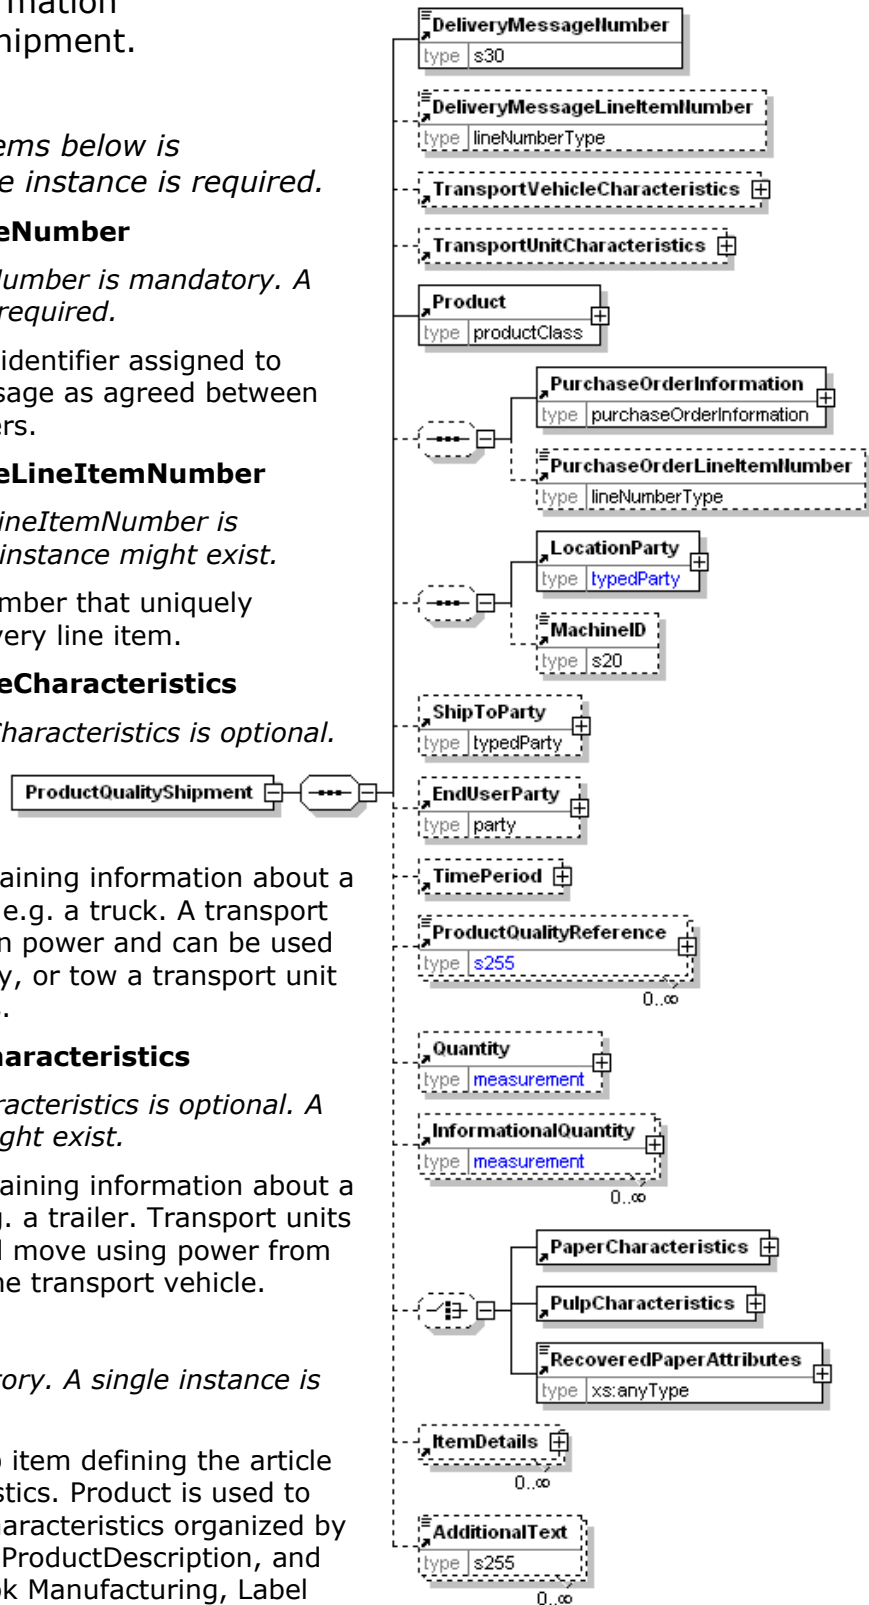 rmation
hipment.
ems below is
e instance is required.
eNumber
Number is mandatory. A
required.
identifier assigned to
sage as agreed between
ers.
eLineItemNumber
LineItemNumber is
instance might exist.
mber that uniquely
very line item.
eCharacteristics
Characteristics is optional.
ProductQualityShipment
aining information about a
e.g. a truck. A transport
n power and can be used
y, or tow a transport unit
s.
haracteristics
racteristics is optional. A
ght exist.
aining information about a
g. a trailer. Transport units
d move using power from
he transport vehicle.
tory. A single instance is
p item defining the article
stics. Product is used to
haracteristics organized by
ProductDescription, and
ok Manufacturing, Label
DeliveryMessageNumber
type s30
DeliveryMessageLineItemNumber
type lineNumberType
TransportVehicleCharacteristics
TransportUnitCharacteristics
Product
type productClass
PurchaseOrderInformation
type purchaseOrderInformation
PurchaseOrderLineItemNumber
type lineNumberType
LocationParty
type typedParty
MachineID
type s20
ShipToParty
type typedParty
EndUserParty
type party
TimePeriod
ProductQualityReference
type s255
0..∞
Quantity
type measurement
InformationalQuantity
type measurement
0..∞
PaperCharacteristics
PulpCharacteristics
RecoveredPaperAttributes
type xs:anyType
ItemDetails
0..∞
AdditionalText
type s255
0..∞